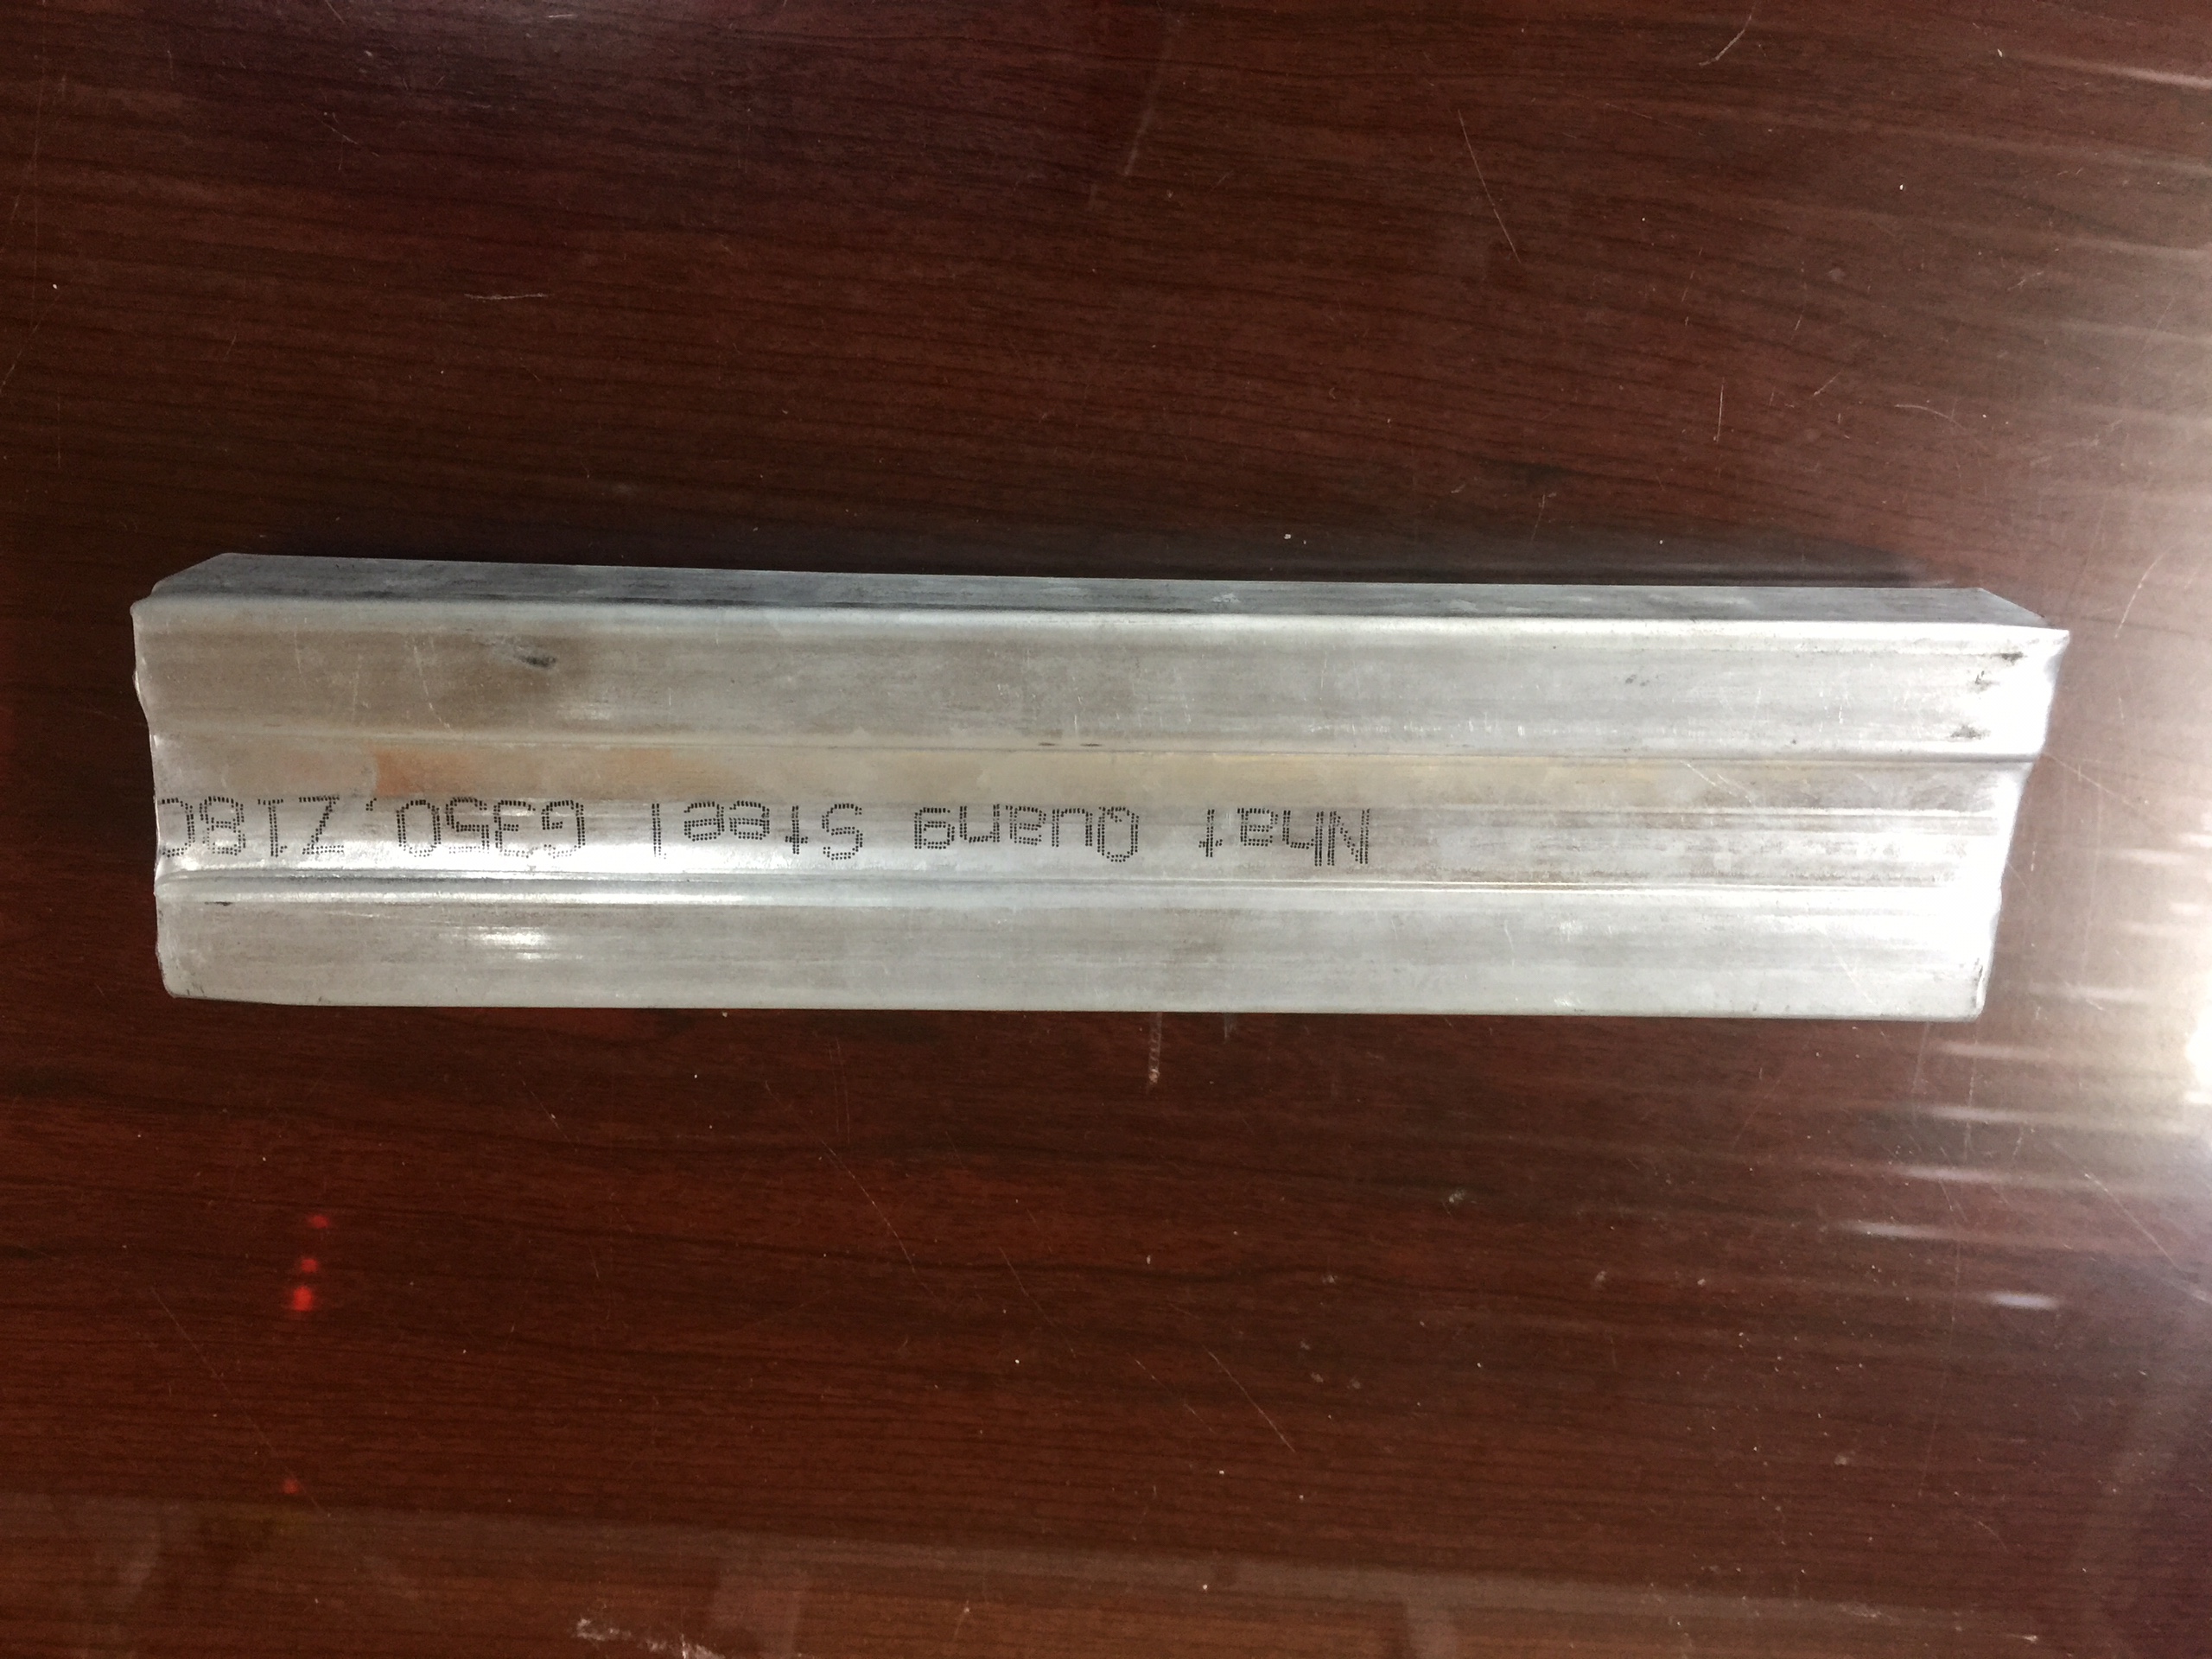 Nhat Quang Steel G350, Z180